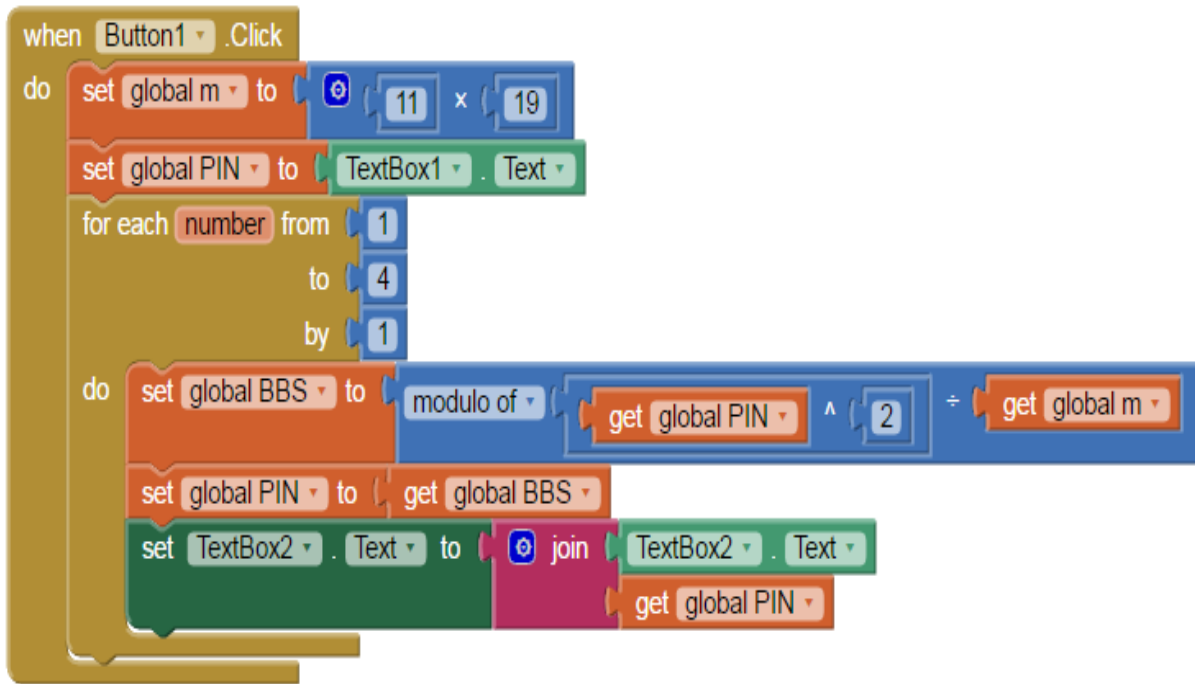 when Button1 .Click
do set global m to 11 × 19
set global PIN to TextBox1 . Text
for each number from 1
to 4
by 1
do set global BBS to modulo of get global PIN ^ 2 ÷ get global m
set global PIN to get global BBS
set TextBox2 . Text to join TextBox2 . Text
get global PIN